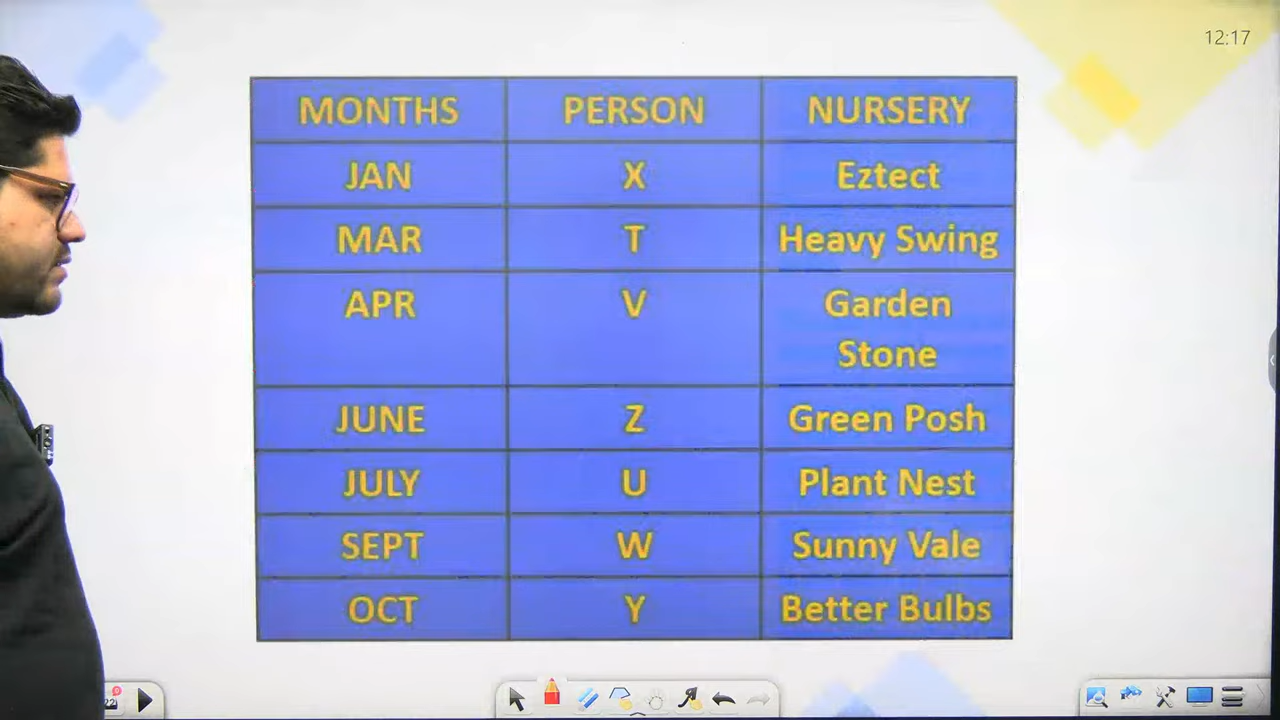 12:17
MONTHS PERSON NURSERY
JAN X Eztect
MAR T Heavy Swing
APR V Garden
Stone
JUNE Z Green Posh
JULY U Plant Nest
SEPT W Sunny Vale
OCT Y Better Bulbs